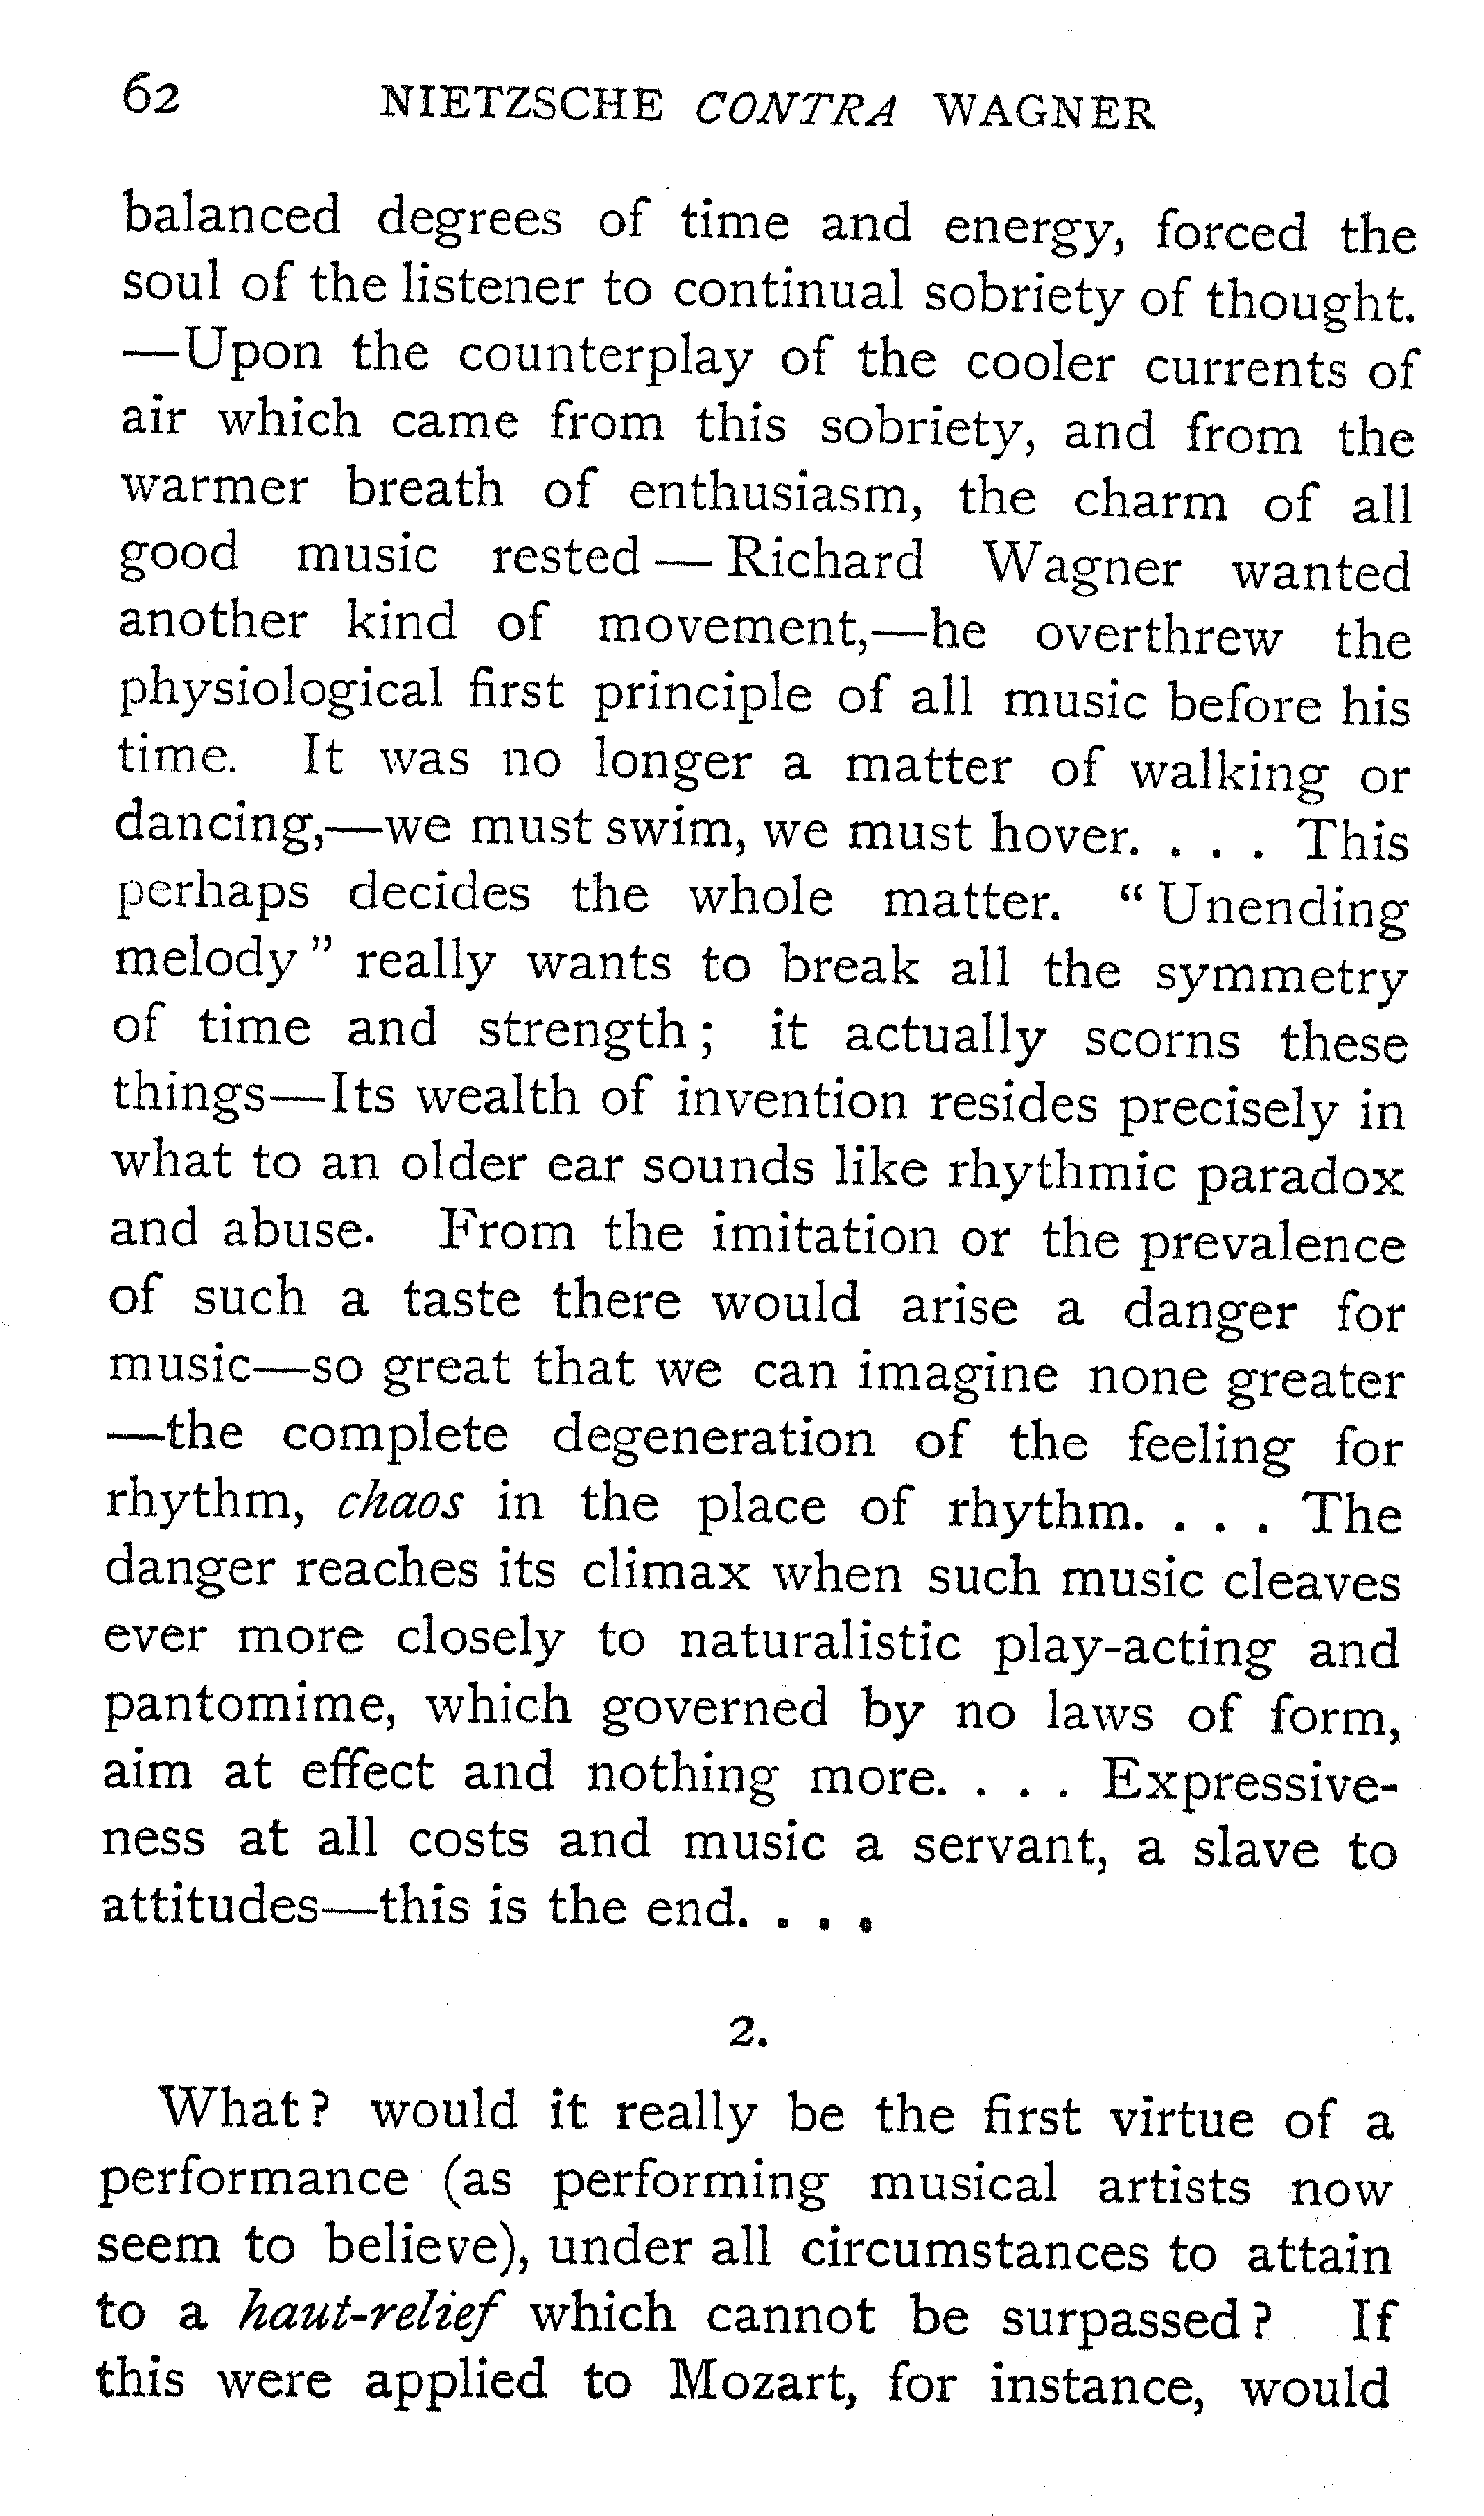 62 NIETZSCHE CONTRA WAGNER
balanced degrees of time and energy, forced the
soul of the listener to continual sobriety of thought.
—Upon the counterplay of the cooler currents of
air which came from this sobriety, and from the
warmer breath of enthusiasm, the charm of all
good music rested — Richard Wagner wanted
another kind of movement,—he overthrew the
physiological first principle of all music before his
time. It was no longer a matter of walking or
dancing,—we must swim, we must hover. . . . This
perhaps decides the whole matter. " Unending
melody " really wants to break all the symmetry
of time and strength ; it actually scorns these
things—Its wealth of invention resides precisely in
what to an older ear sounds like rhythmic paradox
and abuse. From the imitation or the prevalence
of such a taste there would arise a danger for
music—so great that we can imagine none greater
—the complete degeneration of the feeling for
rhythm, chaos in the place of rhythm. . . . The
danger reaches its climax when such music cleaves
ever more closely to naturalistic play-acting and
pantomime, which governed by no laws of form,
aim at effect and nothing more. . . . Expressive-
ness at all costs and music a servant, a slave to
attitudes—this is the end. . . .
2.
What ? would it really be the first virtue of a
performance (as performing musical artists now
seem to believe), under all circumstances to attain
to a haut-relief which cannot be surpassed ? If
this were applied to Mozart, for instance, would